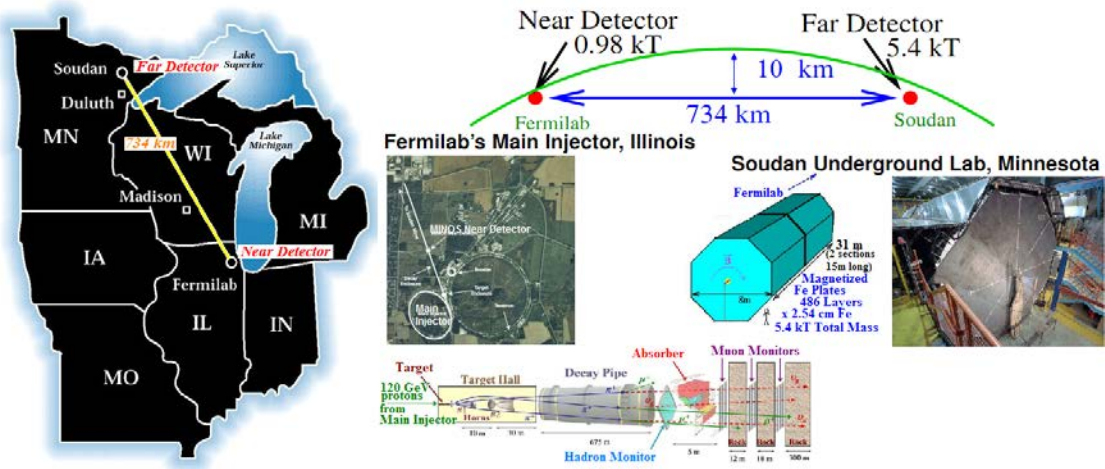 Soudan
Far Detector
Lake
Superior
Duluth
MN
734 km
WI
Lake
Michigan
Madison
MI
IA
Near Detector
Fermilab
IL
IN
MO
Near Detector
0.98 kT
Far Detector
5.4 kT
10 km
734 km
Fermilab
Soudan
Fermilab's Main Injector, Illinois
MINOS Near Detector
Main
Injector
Soudan Underground Lab, Minnesota
Fermilab
8m
31 m
(2 sections
15m long)
Magnetized
Fe Plates
486 Layers
x 2.54 cm Fe
5.4 kT Total Mass
Target
120 GeV
protons
from
Main Injector
Target Hall
Horns
10 m
Decay Pipe
675 m
Absorber
Hadron Monitor
5 m
Muon Monitors
Rock
Rock
Rock
12 m
18 m